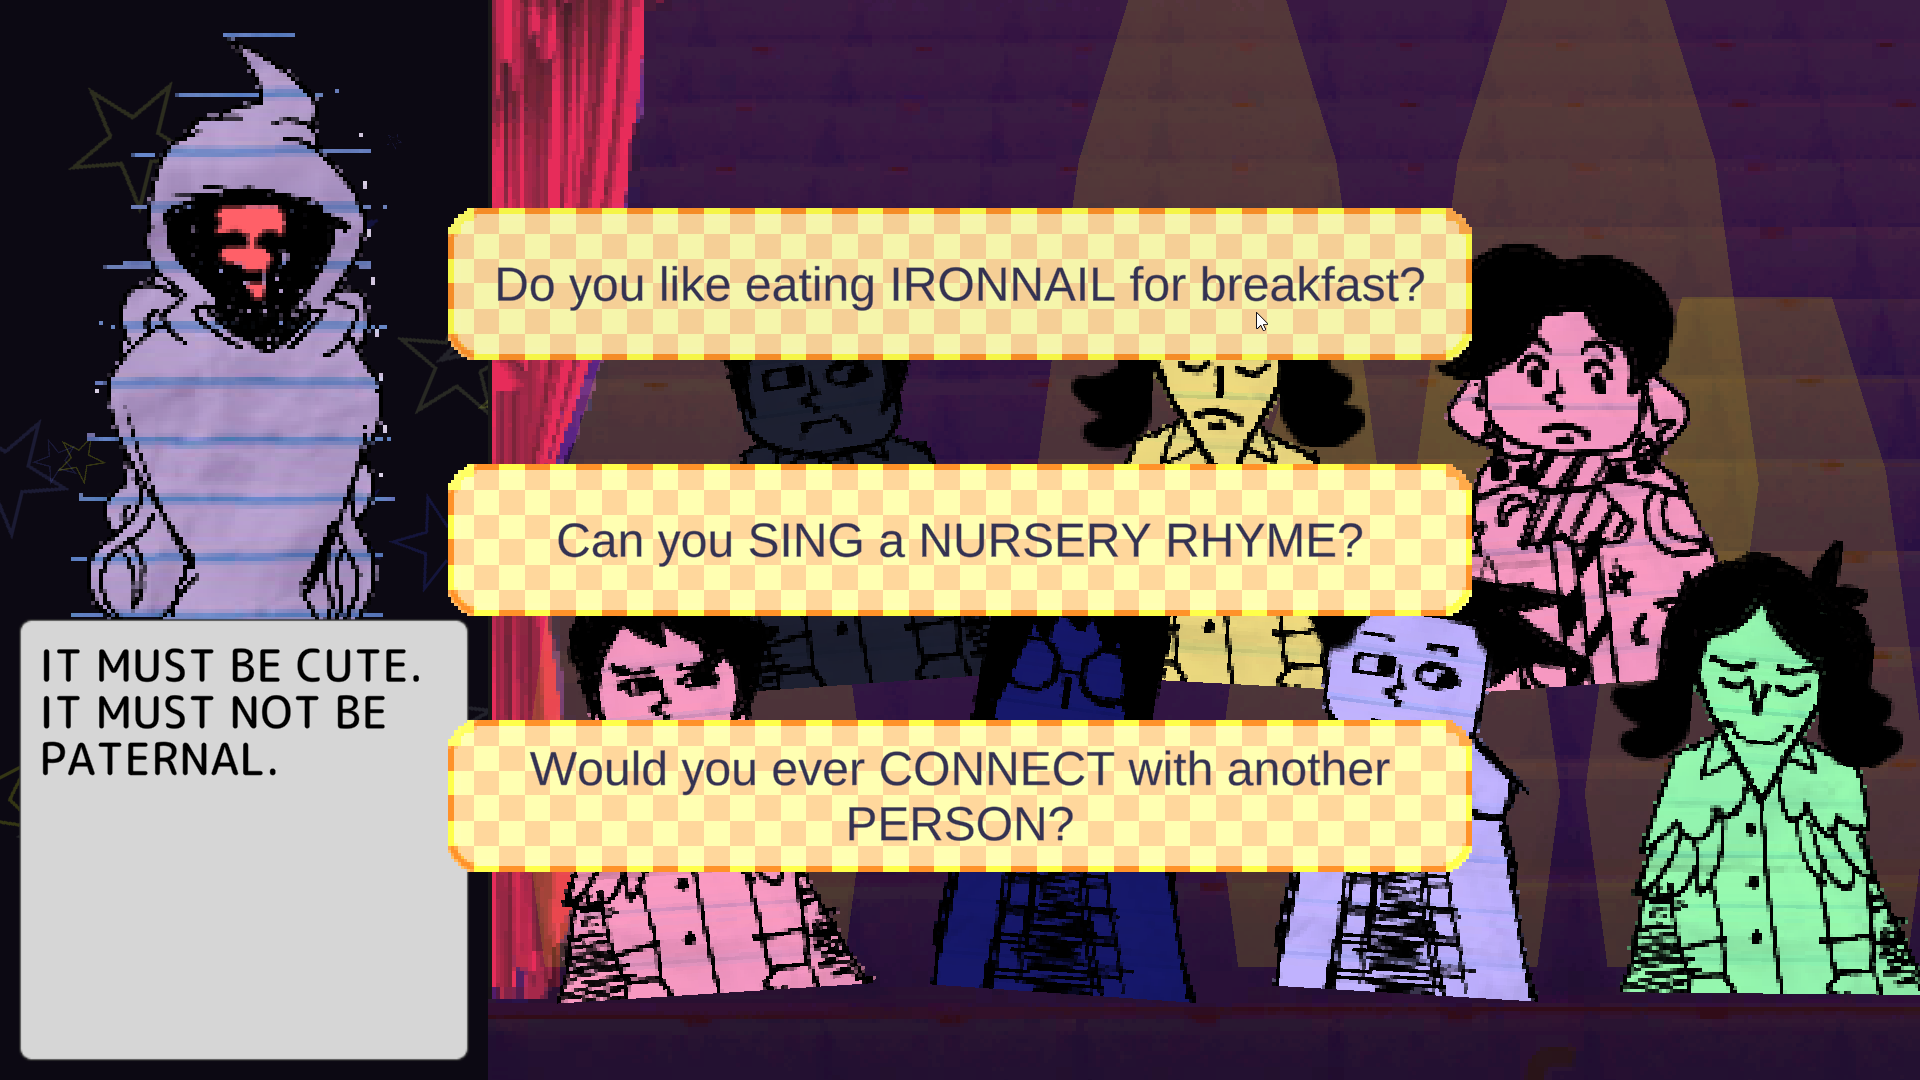 Do you like eating IRONNAIL for breakfast?
Can you SING a NURSERY RHYME?
IT MUST BE CUTE.
IT MUST NOT BE
PATERNAL.
Would you ever CONNECT with another
PERSON?